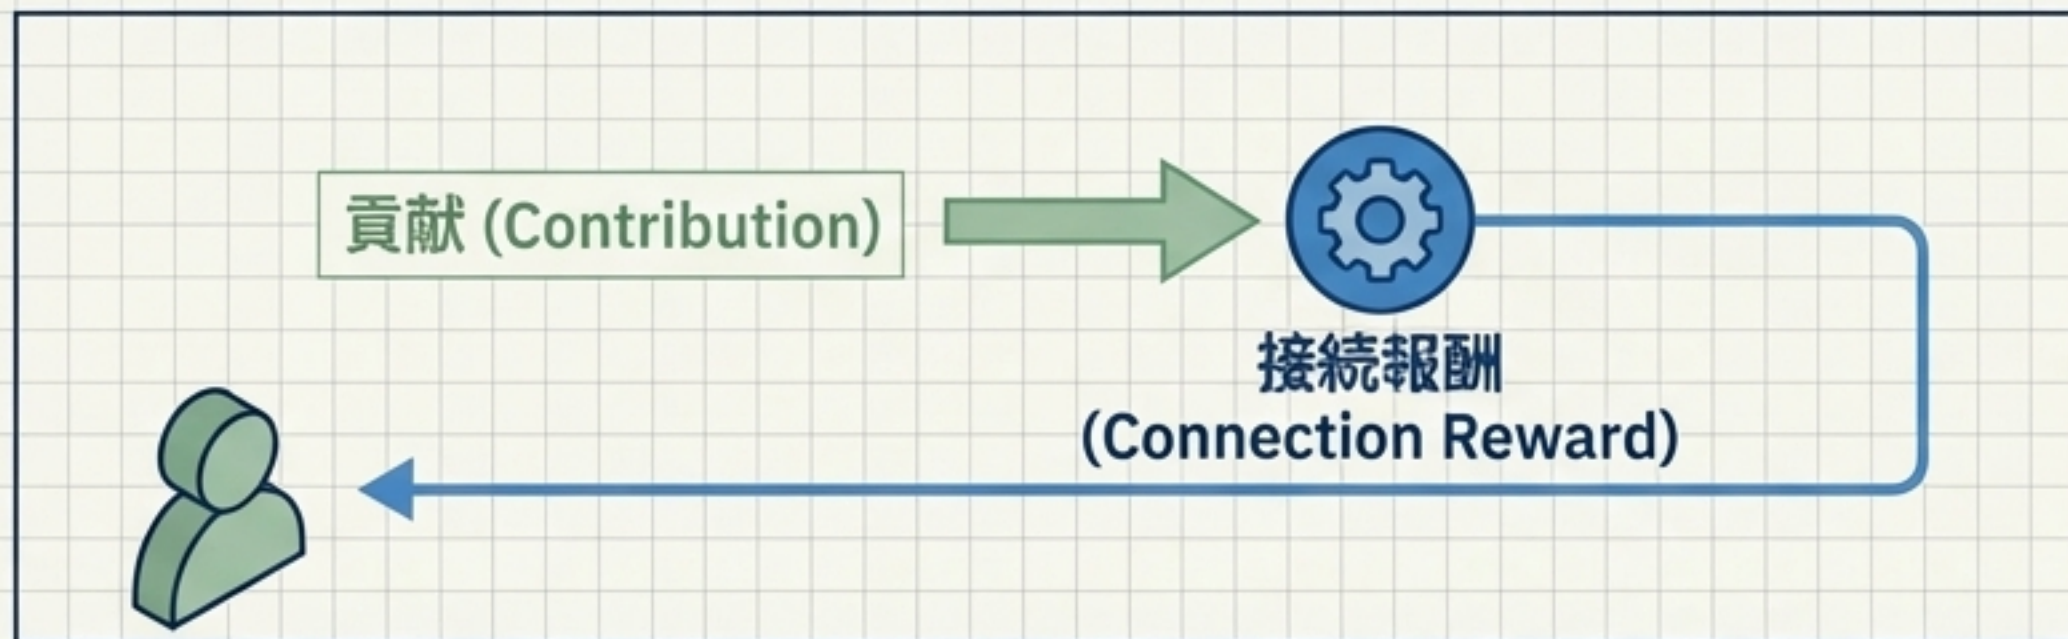 貢献 (Contribution)
接続報酬
(Connection Reward)